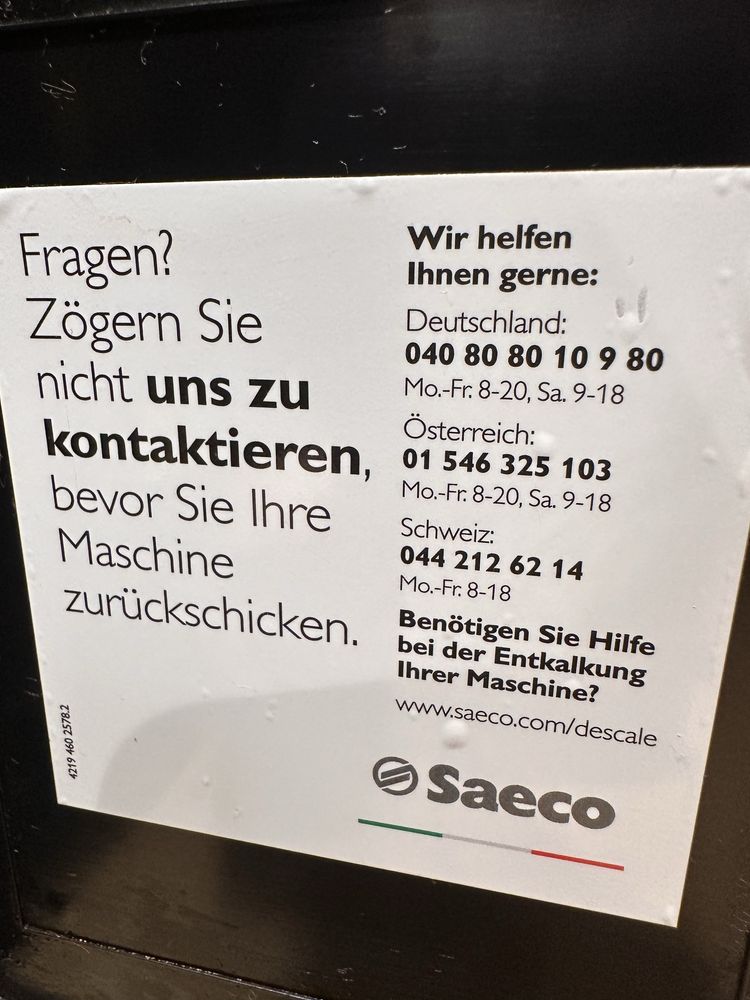 Fragen?
Zögern Sie
nicht uns zu
kontaktieren,
bevor Sie Ihre
Maschine
zurückschicken.
4219 460 2578.2
Wir helfen
Ihnen gerne:
Deutschland:
040 80 80 10 9 80
Mo.-Fr. 8-20, Sa. 9-18
Österreich:
01 546 325 103
Mo.-Fr. 8-20, Sa. 9-18
Schweiz:
044 212 62 14
Mo.-Fr. 8-18
Benötigen Sie Hilfe
bei der Entkalkung
Ihrer Maschine?
www.saeco.com/descale
Saeco